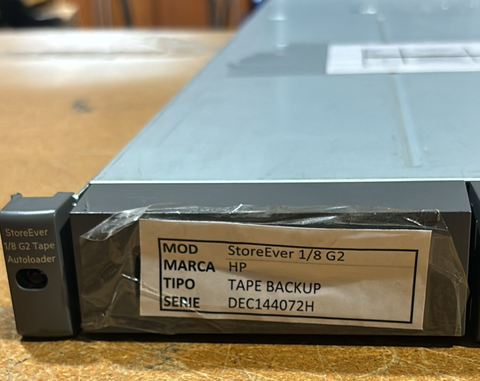 StoreEver
1/8 G2 Tape
Autoloader
MOD StoreEver 1/8 G2
MARCA HP
TIPO TAPE BACKUP
SERIE DEC144072H